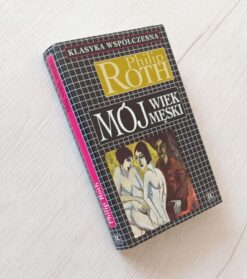 KLASYKA WSPÓŁCZESNA
Philip
ROTH
MÓJ WIEK
MĘSKI
Philip Roth